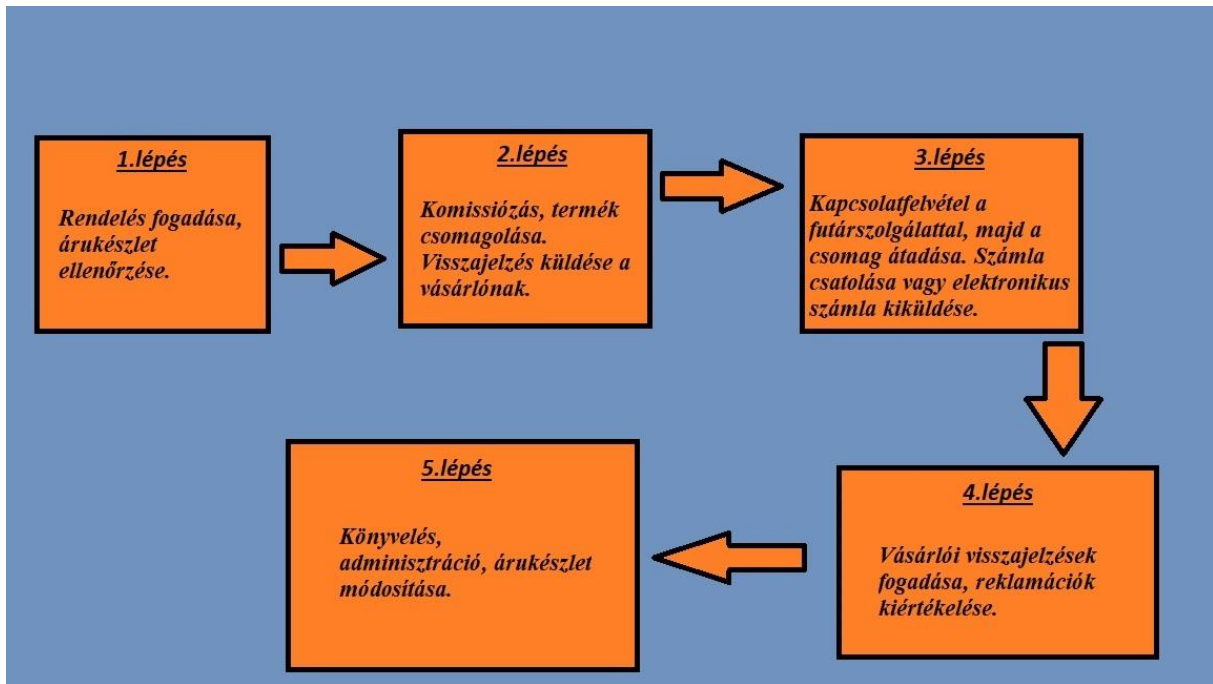 1.lépés
Rendelés fogadása,
árukészlet
ellenőrzése.
2.lépés
Komissiózás, termék
csomagolása.
Visszajelzés küldése a
vásárlónak.
3.lépés
Kapcsolatfelvétel a
futárszolgálattal, majd a
csomag átadása. Számla
csatolása vagy elektronikus
számla kiküldése.
4.lépés
Vásárlói visszajelzések
fogadása, reklamációk
kiértékelése.
5.lépés
Könyvelés,
adminisztráció, árukészlet
módosítása.